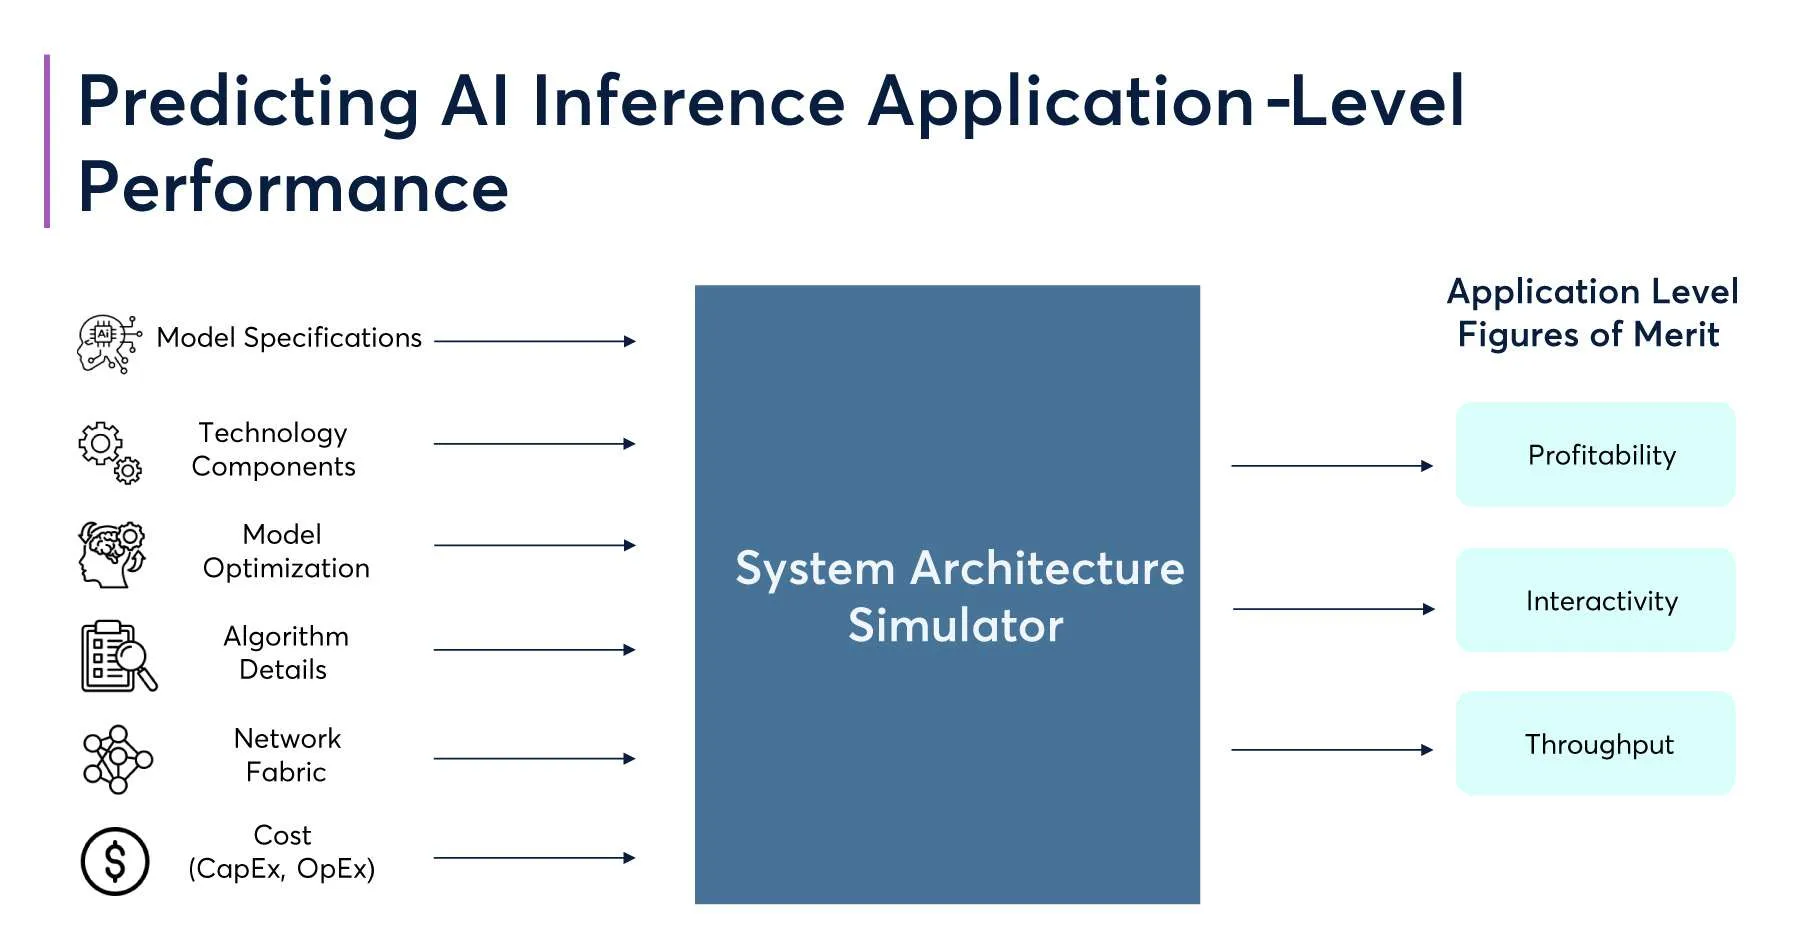 Predicting AI Inference Application-Level
Performance
Ai
Model Specifications
Technology
Components
Model
Optimization
Algorithm
Details
Network
Fabric
$
Cost
(CapEx, OpEx)
System Architecture
Simulator
Application Level
Figures of Merit
Profitability
Interactivity
Throughput